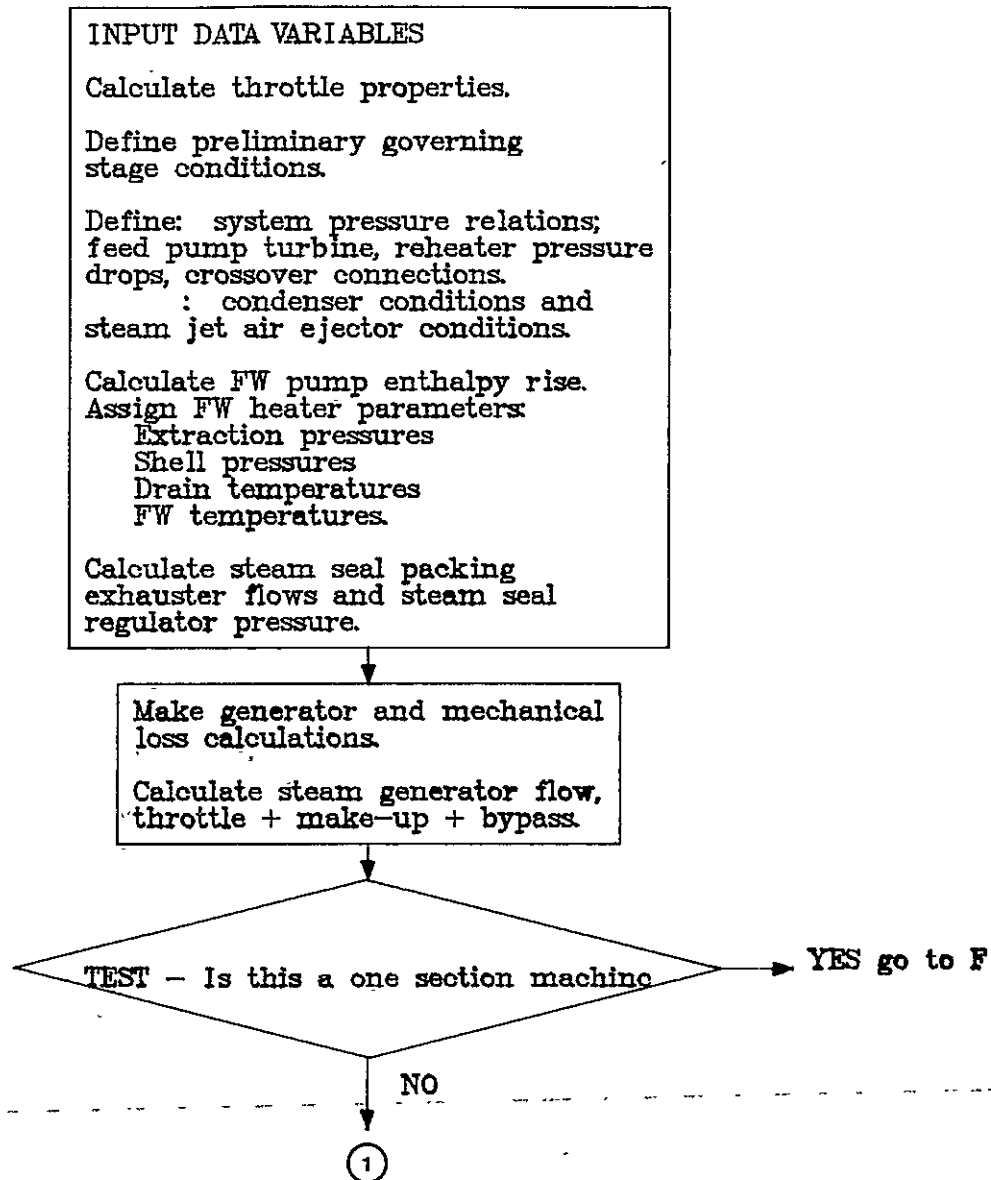 INPUT DATA VARIABLES
Calculate throttle properties.
Define preliminary governing
stage conditions.
Define: system pressure relations;
feed pump turbine, reheater pressure
drops, crossover connections.
: condenser conditions and
steam jet air ejector conditions.
Calculate FW pump enthalpy rise.
Assign FW heater parameters:
Extraction pressures
Shell pressures
Drain temperatures
FW temperatures.
Calculate steam seal packing
exhauster flows and steam seal
regulator pressure.
Make generator and mechanical
loss calculations.
Calculate steam generator flow,
throttle + make-up + bypass.
TEST - Is this a one section machine
YES go to F
NO
1